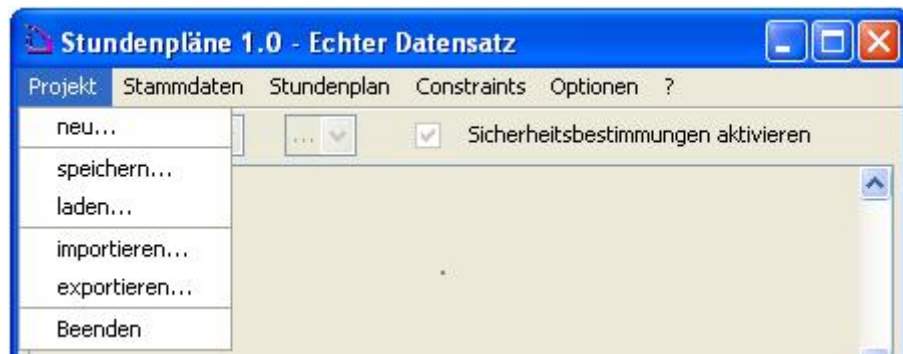 Stundenpläne 1.0 - Echter Datensatz
Projekt Stammdaten Stundenplan Constraints Optionen ?
neu... ... Sicherheitsbestimmungen aktivieren
speichern...
laden...
importieren...
exportieren...
Beenden